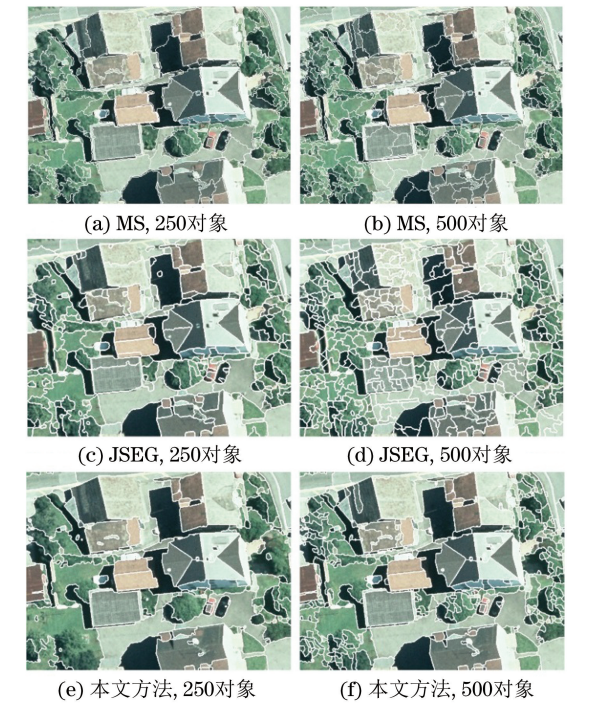 (a) MS, 250对象
(b) MS, 500对象
(c) JSEG, 250对象
(d) JSEG, 500对象
(e) 本文方法, 250对象
(f) 本文方法, 500对象